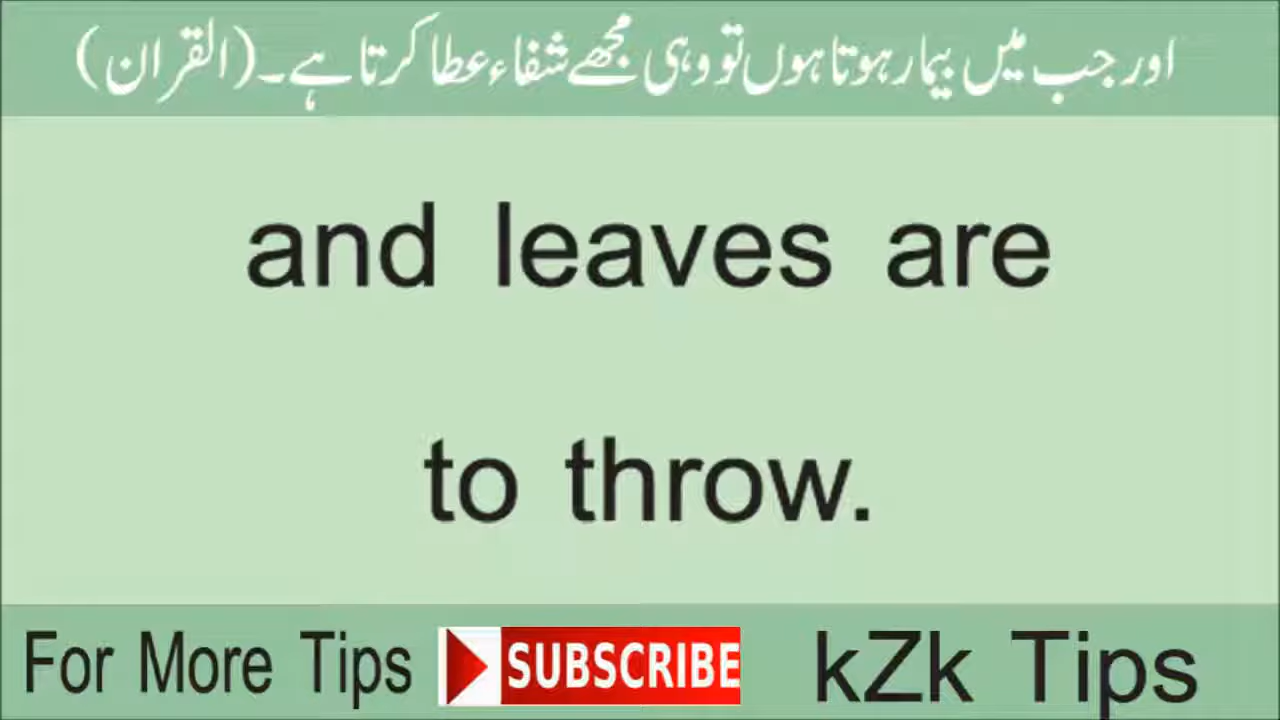 اور جب میں بیمار ہوتا ہوں تو وہی مجھے شفاء عطا کرتا ہے۔ (القران)
and leaves are
to throw.
For More Tips SUBSCRIBE kZk Tips